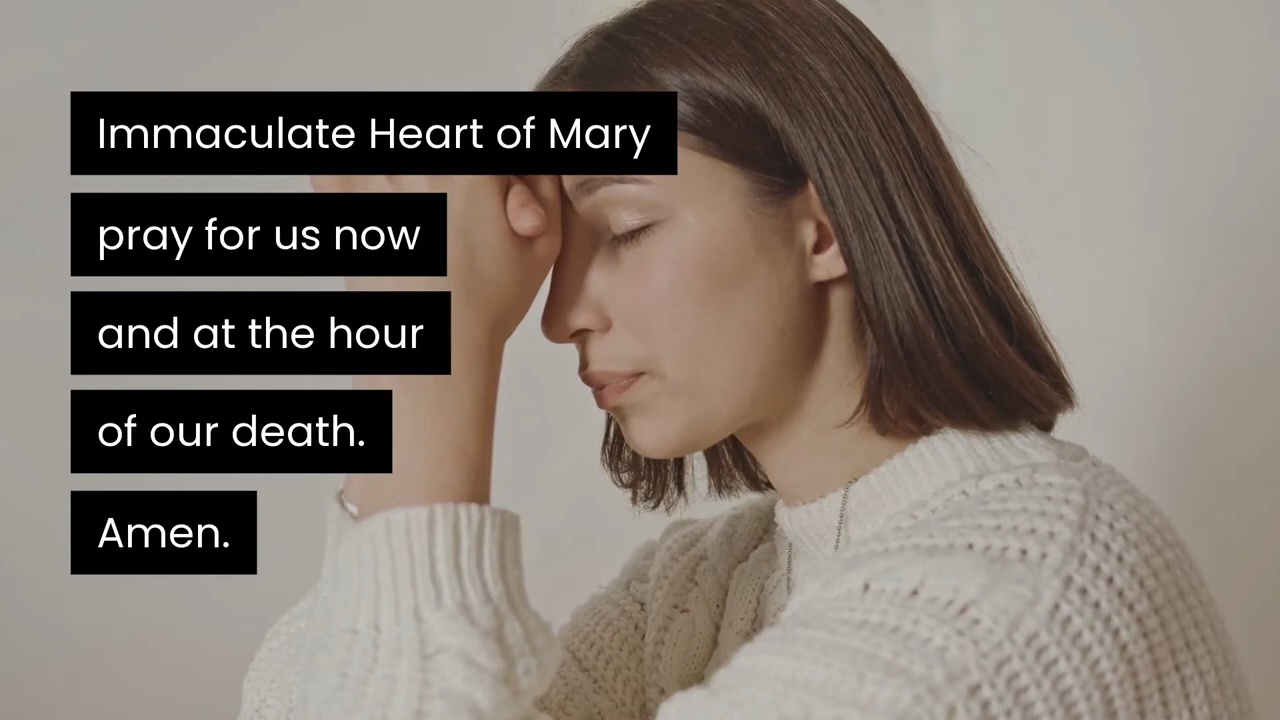 Immaculate Heart of Mary
pray for us now
and at the hour
of our death.
Amen.